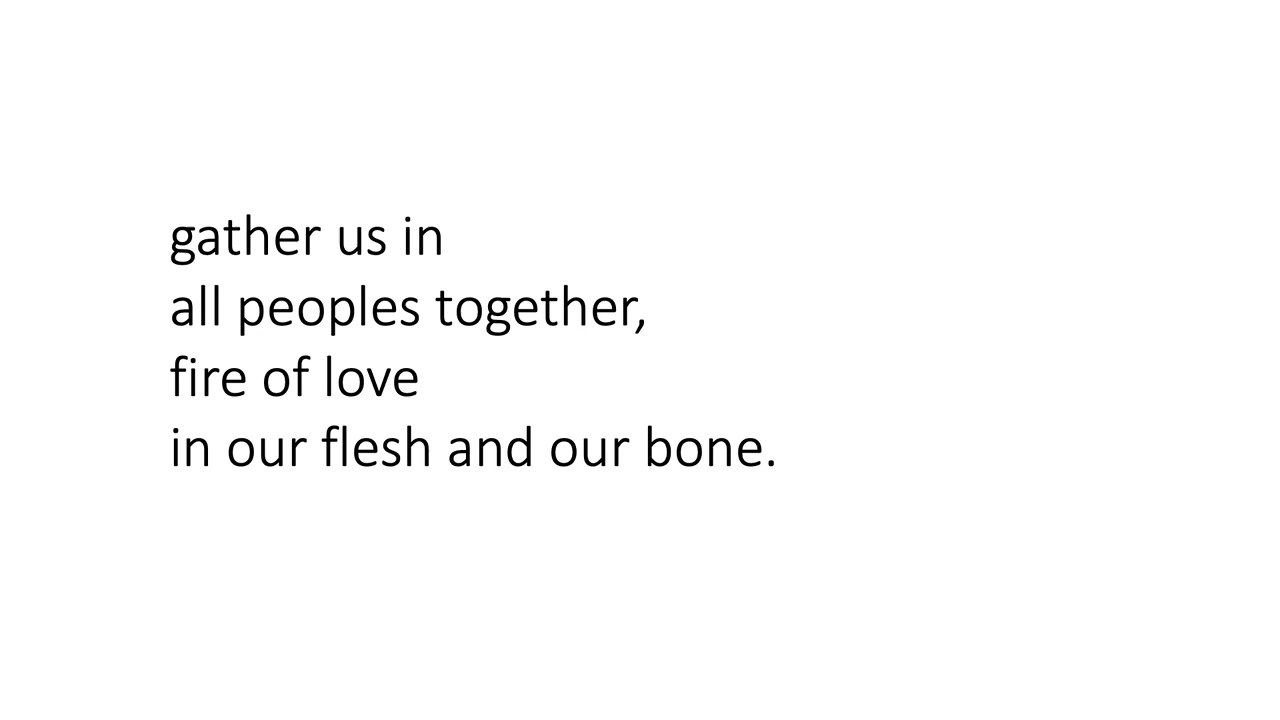 gather us in
all peoples together,
fire of love
in our flesh and our bone.